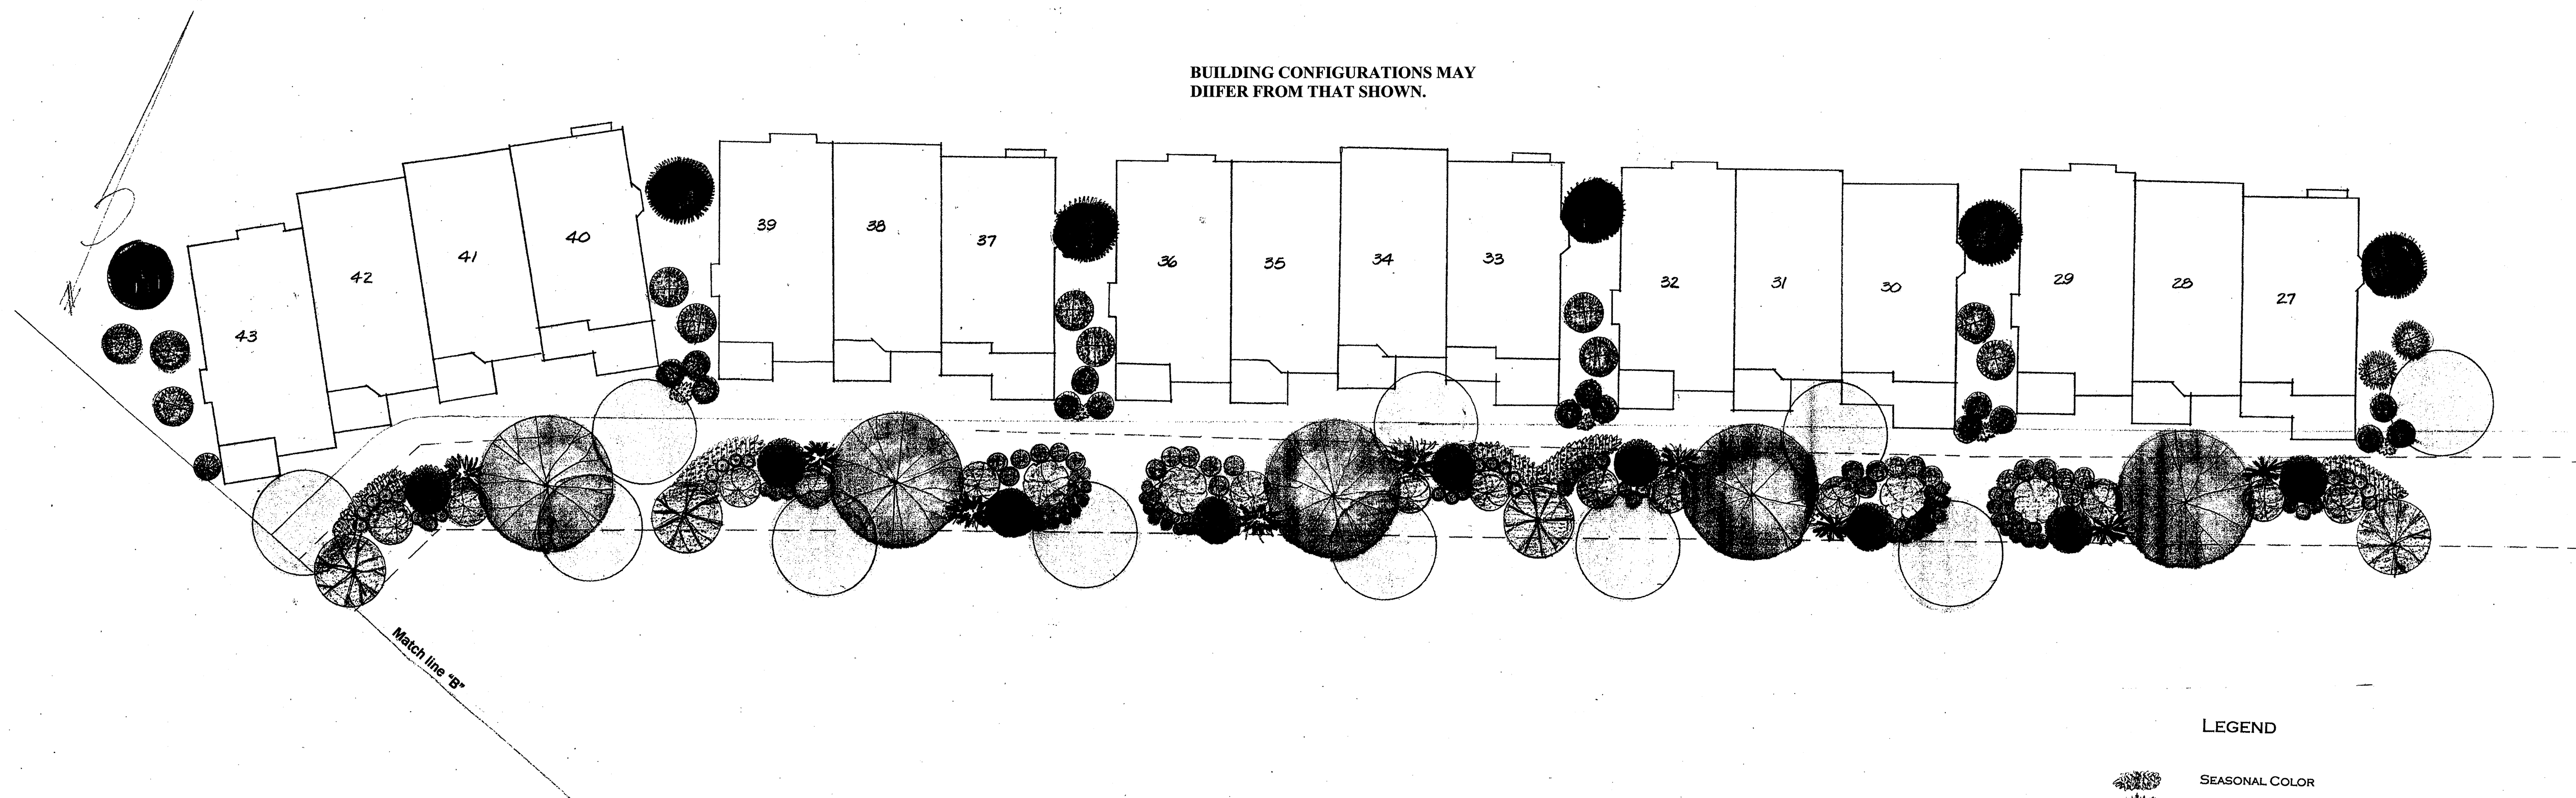 BUILDING CONFIGURATIONS MAY
DIIFER FROM THAT SHOWN.
40
39
38
37
36
35
34
33
32
31
30
29
28
27
41
42
43
N
Match line "B"
LEGEND
SEASONAL COLOR